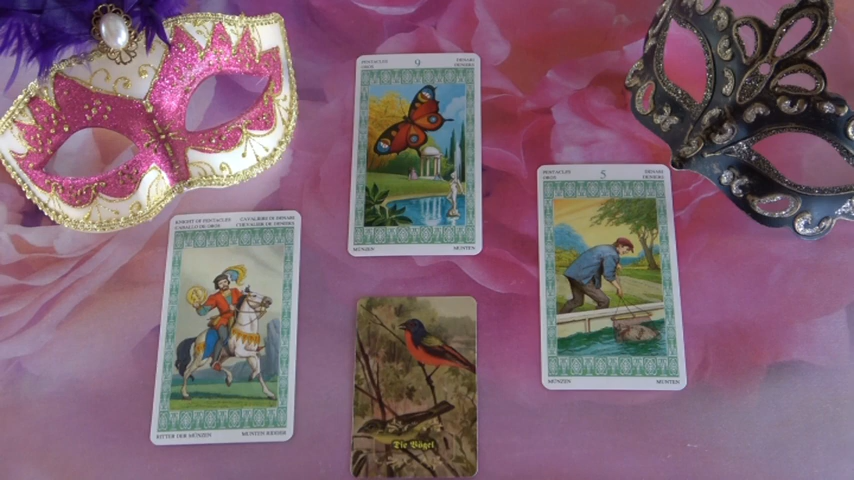 PENTACLES
OROS
9
DENARI
DENIERS
MÜNZEN
MUNTEN
PENTACLES
OROS
5
DENARI
DENIERS
MÜNZEN
MUNTEN
KNIGHT OF PENTACLES
CABALLO DE OROS
CAVALIERE DI DENARI
CHEVALIER DE DENIERS
RITTER DER MÜNZEN
MUNTEN RIDDER
Die Vögel